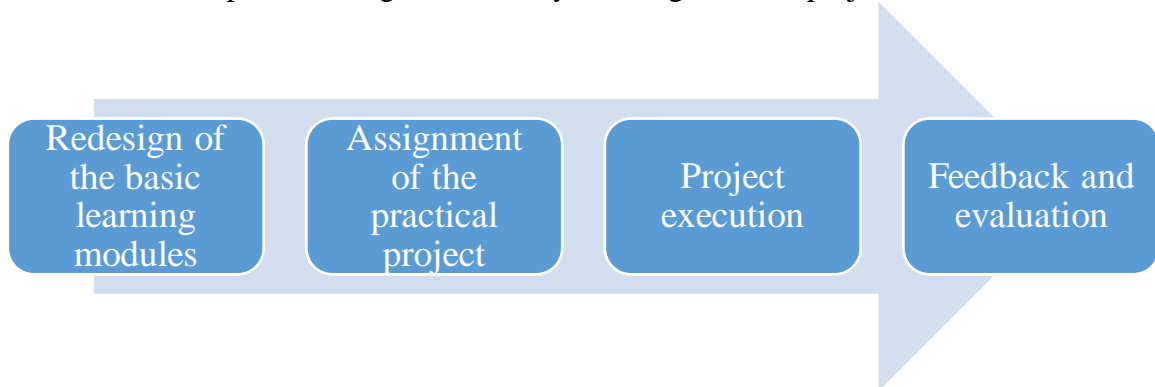 Redesign of
the basic
learning
modules
Assignment
of the
practical
project
Project
execution
Feedback and
evaluation